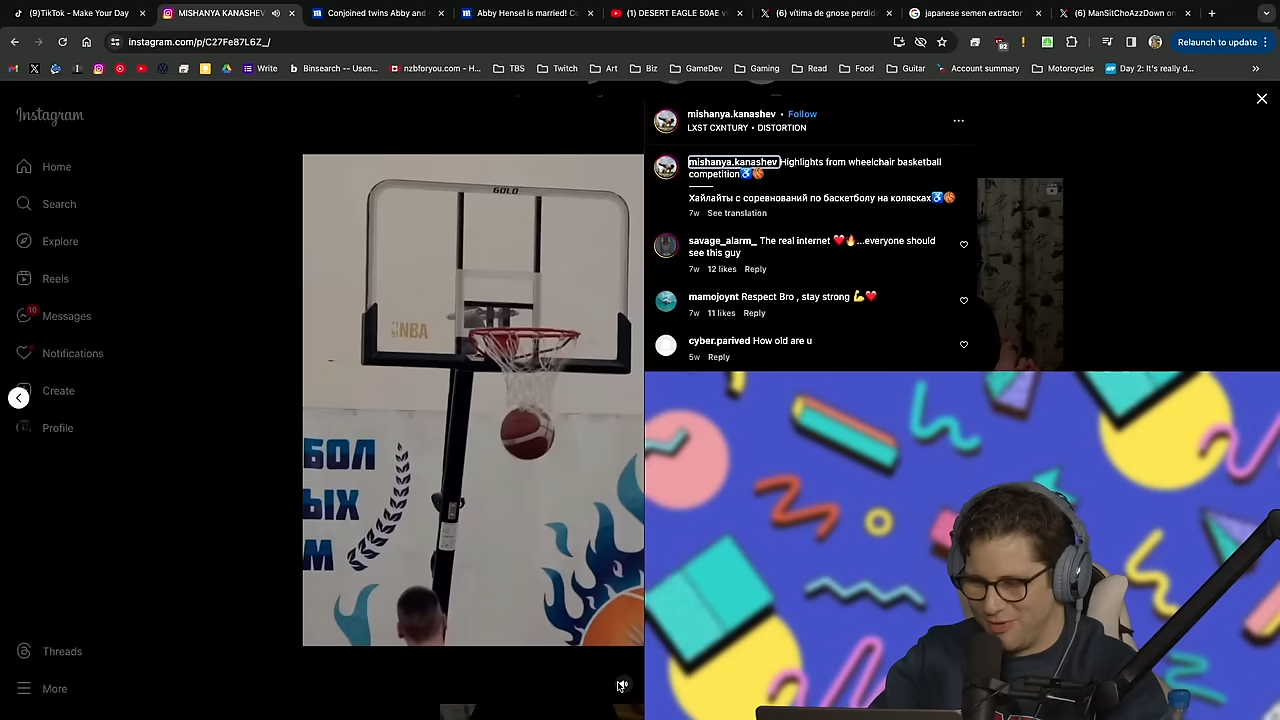 (9)TikTok - Make Your Day
MISHANYA KANASHEV
Conjoined twins Abby and
Abby Hensel is married! Co
(1) DESERT EAGLE 50AE v
(6) vítima de gnose p
japanese semen extractor
(6) ManSitChoAzzDown on
instagram.com/p/C27Fe87L6Z_/
92
Relaunch to update
Write
Binsearch -- Usen...
nzbforyou.com - H...
TBS
Twitch
Art
Biz
GameDev
Gaming
Read
Food
Guitar
Account summary
Motorcycles
Day 2: It's really d...
Instagram
Home
Search
Explore
Reels
10
Messages
Notifications
Create
Profile
Threads
More
GOLD
NBA
БОЛ
ЫХ
М
mishanya.kanashev • Follow
LXST CXNTURY • DISTORTION
mishanya.kanashev Highlights from wheelchair basketball
competition♿🏀
Хайлайты с соревнований по баскетболу на колясках♿🏀
7w See translation
savage_alarm_ The real internet ❤️🔥...everyone should
see this guy
7w 12 likes Reply
mamojoynt Respect Bro , stay strong 💪❤️
7w 11 likes Reply
cyber.parived How old are u
5w Reply